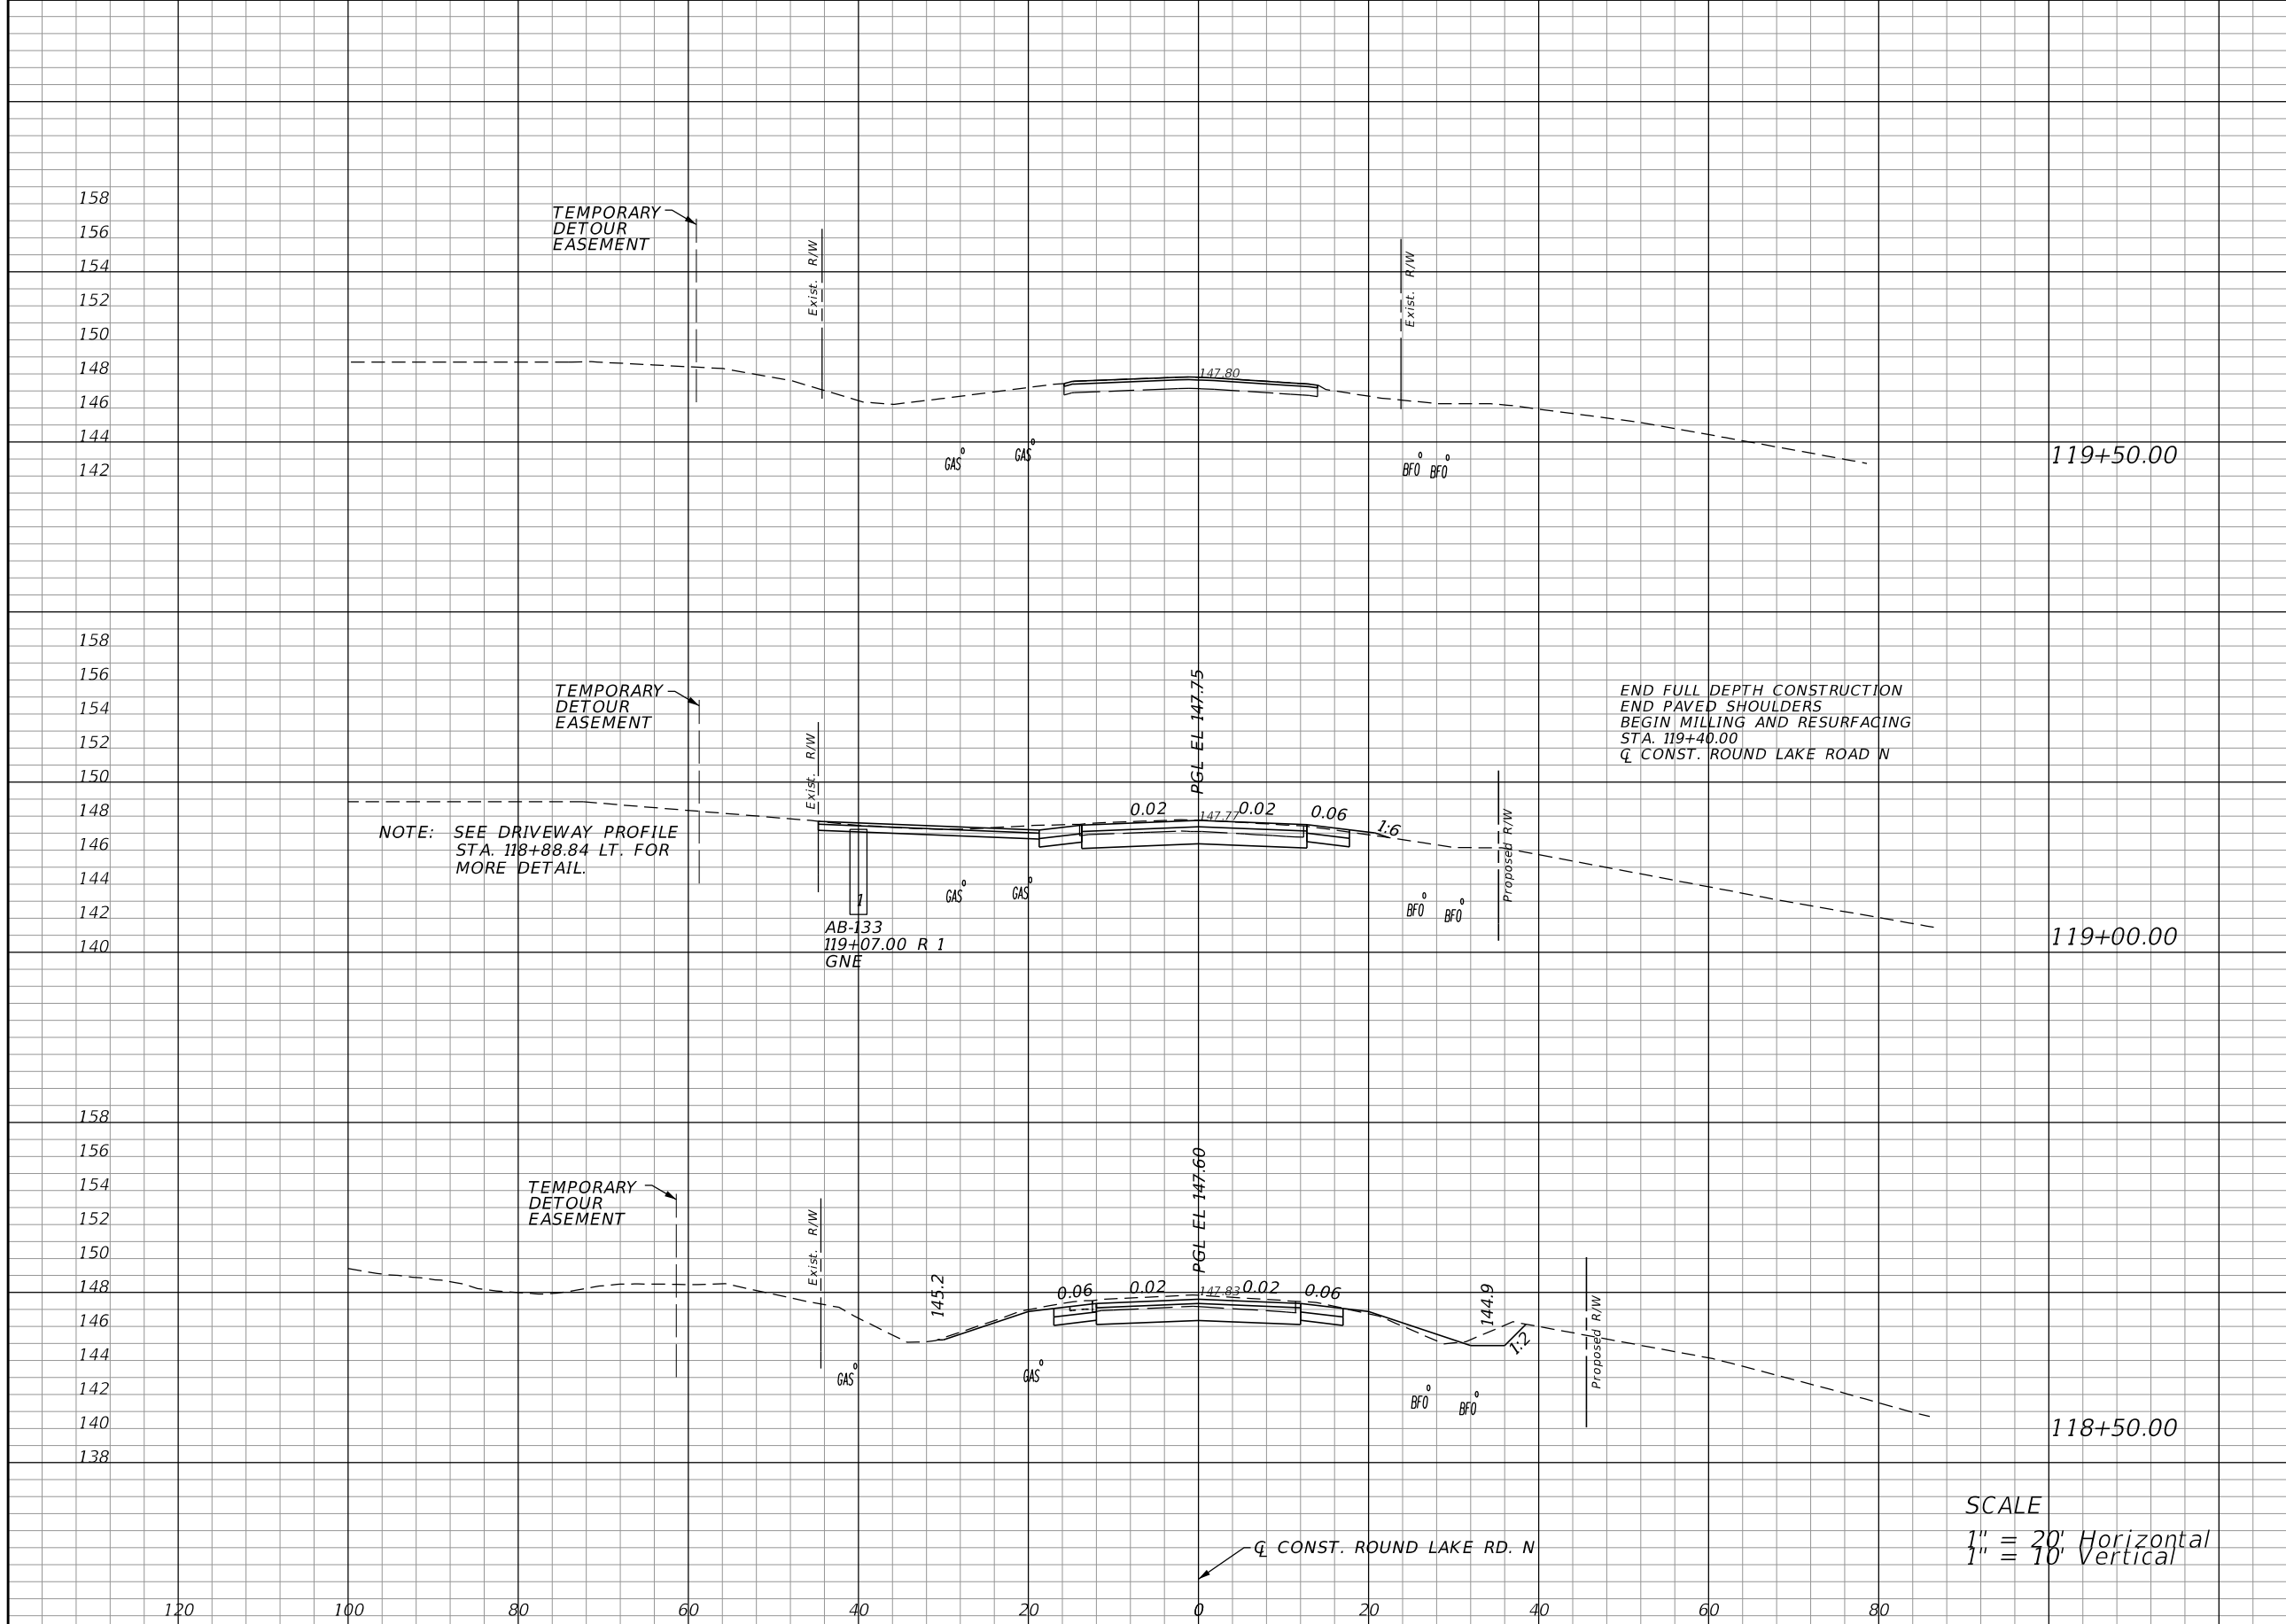 158
156
154
152
150
148
146
144
142
TEMPORARY
DETOUR
EASEMENT
Exist. R/W
Exist. R/W
147.80
GAS
GAS
BFO
BFO
119+50.00
158
156
154
152
150
148
146
144
142
140
TEMPORARY
DETOUR
EASEMENT
Exist. R/W
PGL EL 147.75
END FULL DEPTH CONSTRUCTION
END PAVED SHOULDERS
BEGIN MILLING AND RESURFACING
STA. 119+40.00
℄ CONST. ROUND LAKE ROAD N
0.02
147.77
0.02
0.06
1:6
Proposed R/W
NOTE: SEE DRIVEWAY PROFILE
STA. 118+88.84 LT. FOR
MORE DETAIL.
1
AB-133
119+07.00 R 1
GNE
GAS
GAS
BFO
BFO
119+00.00
158
156
154
152
150
148
146
144
142
140
138
TEMPORARY
DETOUR
EASEMENT
Exist. R/W
145.2
PGL EL 147.60
0.06
0.02
147.83
0.02
0.06
144.9
1:2
Proposed R/W
GAS
GAS
BFO
BFO
118+50.00
SCALE
1" = 20' Horizontal
1" = 10' Vertical
℄ CONST. ROUND LAKE RD. N
120 100 80 60 40 20 0 20 40 60 80